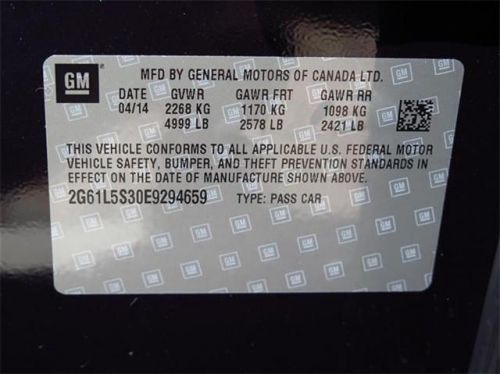 GM
MFD BY GENERAL MOTORS OF CANADA LTD.
DATE GVWR GAWR FRT GAWR RR
04/14 2268 KG 1170 KG 1098 KG
4999 LB 2578 LB 2421 LB
THIS VEHICLE CONFORMS TO ALL APPLICABLE U.S. FEDERAL MOTOR
VEHICLE SAFETY, BUMPER, AND THEFT PREVENTION STANDARDS IN
EFFECT ON THE DATE OF MANUFACTURE SHOWN ABOVE.
2G61L5S30E9294659 TYPE: PASS CAR